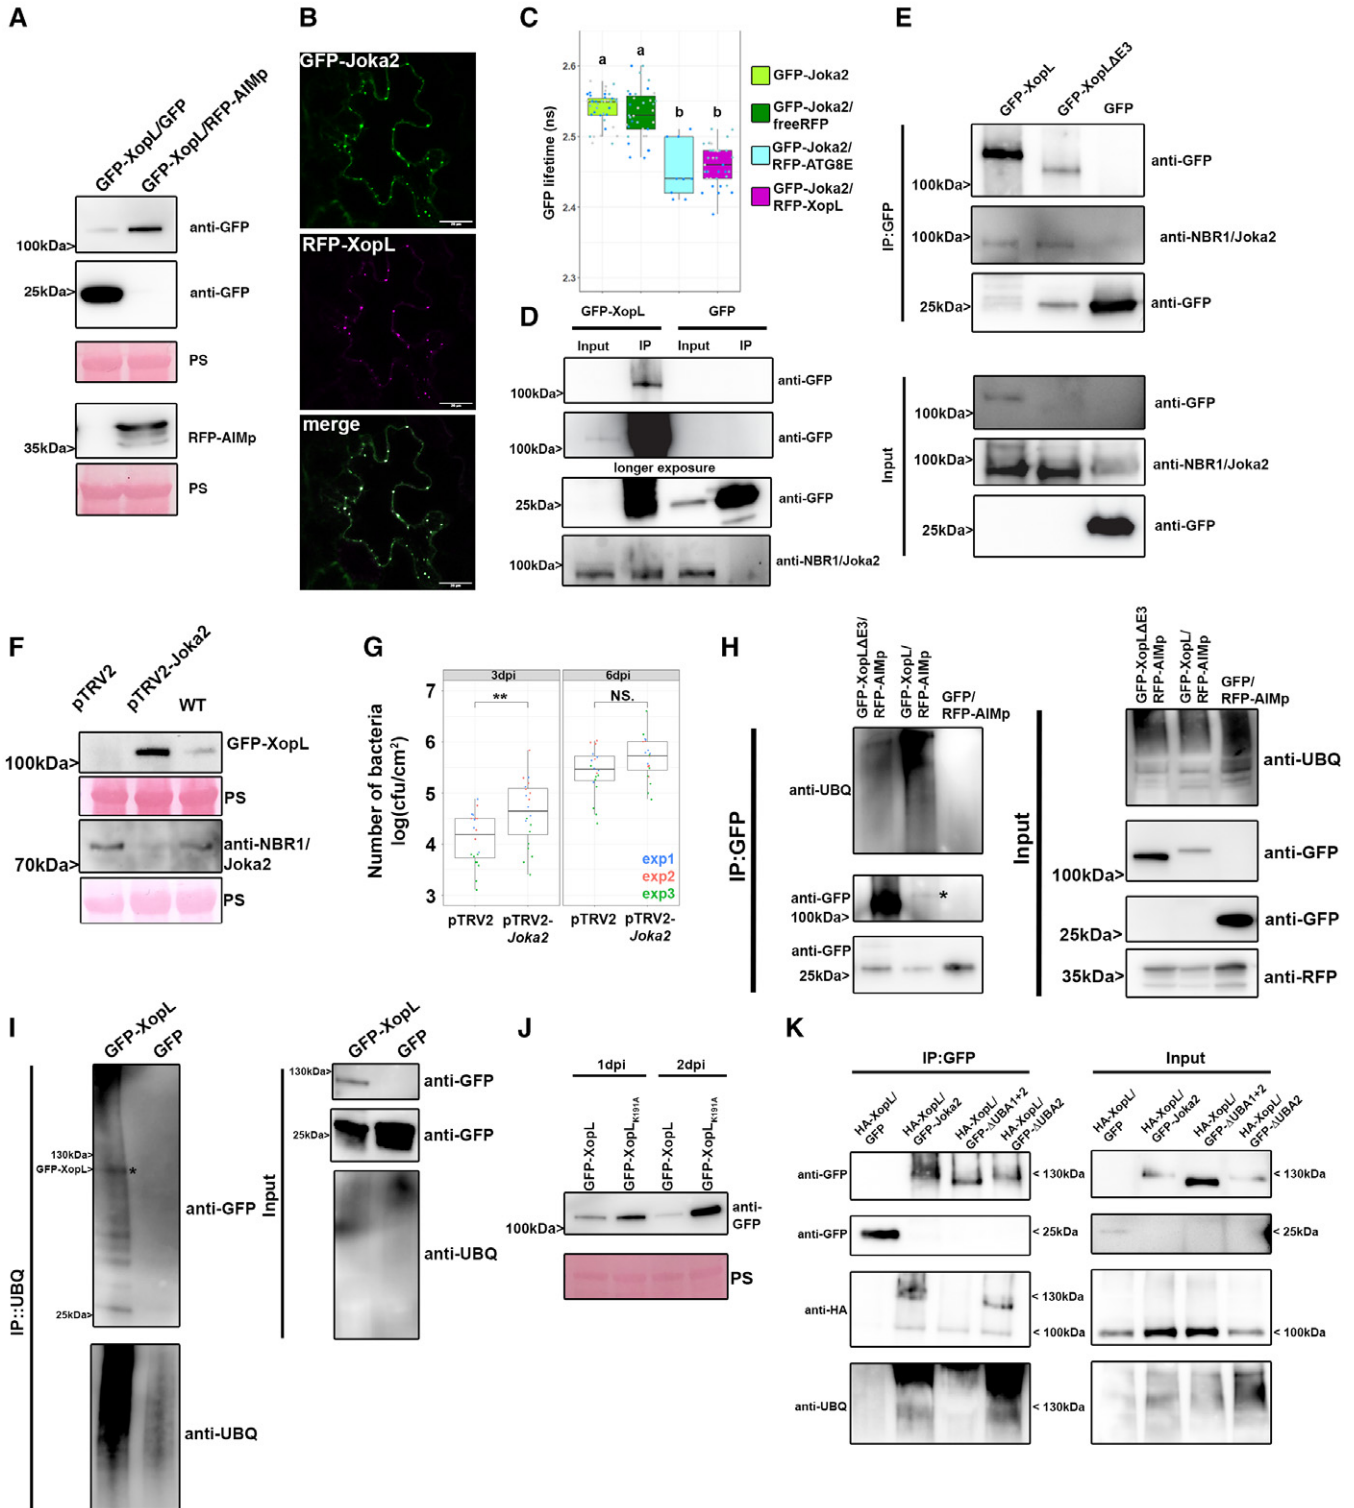 A
GFP-XopL/GFP
GFP-XopL/RFP-AIMp
anti-GFP
100kDa>
25kDa>
anti-GFP
PS
35kDa>
RFP-AIMp
PS
B
GFP-Joka2
RFP-XopL
merge
C
GFP lifetime (ns)
2.6
2.5
2.4
2.3
a
a
b
b
GFP-Joka2
GFP-Joka2/
freeRFP
GFP-Joka2/
RFP-ATG8E
GFP-Joka2/
RFP-XopL
D
GFP-XopL
GFP
Input
IP
Input
IP
100kDa>
anti-GFP
100kDa>
anti-GFP
longer exposure
25kDa>
anti-GFP
100kDa>
anti-NBR1/Joka2
E
GFP-XopL
GFP-XopLΔE3
GFP
IP:GFP
100kDa>
anti-GFP
100kDa>
anti-NBR1/Joka2
25kDa>
anti-GFP
Input
100kDa>
anti-GFP
100kDa>
anti-NBR1/Joka2
25kDa>
anti-GFP
F
pTRV2
pTRV2-Joka2
WT
100kDa>
GFP-XopL
PS
70kDa>
anti-NBR1/
Joka2
PS
G
Number of bacteria
log(cfu/cm²)
7
6
5
4
3
3dpi
6dpi
**
NS.
exp1
exp2
exp3
pTRV2
pTRV2-
Joka2
pTRV2
pTRV2-
Joka2
H
IP:GFP
GFP-XopLΔE3/
RFP-AIMp
GFP-XopL/
RFP-AIMp
GFP/
RFP-AIMp
anti-UBQ
anti-GFP
100kDa>
*
anti-GFP
25kDa>
Input
GFP-XopLΔE3
RFP-AIMp
GFP-XopL/
RFP-AIMp
GFP/
RFP-AIMp
anti-UBQ
100kDa>
anti-GFP
25kDa>
anti-GFP
35kDa>
anti-RFP
I
IP::UBQ
GFP-XopL
GFP
130kDa>
GFP-XopL>
*
anti-GFP
25kDa>
anti-UBQ
Input
GFP-XopL
GFP
130kDa>
anti-GFP
25kDa>
anti-GFP
anti-UBQ
J
1dpi
2dpi
GFP-XopL
GFP-XopLK191A
GFP-XopL
GFP-XopLK191A
100kDa>
anti-
GFP
PS
K
IP:GFP
Input
HA-XopL/
GFP
HA-XopL/
GFP-Joka2
HA-XopL/
GFP-ΔUBA1+2
HA-XopL/
GFP-ΔUBA2
HA-XopL/
GFP
HA-XopL/
GFP-Joka2
HA-XopL/
GFP-ΔUBA1+2
HA-XopL/
GFP-ΔUBA2
anti-GFP
< 130kDa
< 130kDa
anti-GFP
< 25kDa
< 25kDa
anti-HA
< 130kDa
< 130kDa
< 100kDa
< 100kDa
anti-UBQ
< 130kDa
< 130kDa